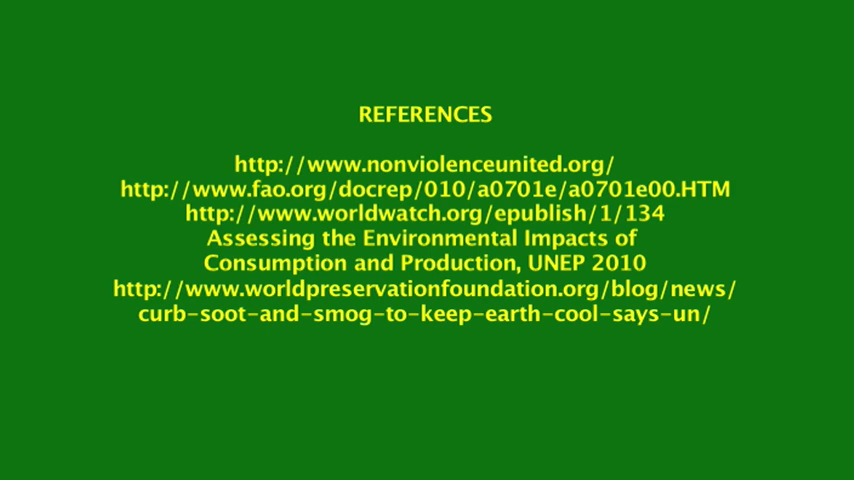 REFERENCES
http://www.nonviolenceunited.org/
http://www.fao.org/docrep/010/a0701e/a0701e00.HTM
http://www.worldwatch.org/epublish/1/134
Assessing the Environmental Impacts of
Consumption and Production, UNEP 2010
http://www.worldpreservationfoundation.org/blog/news/
curb-soot-and-smog-to-keep-earth-cool-says-un/